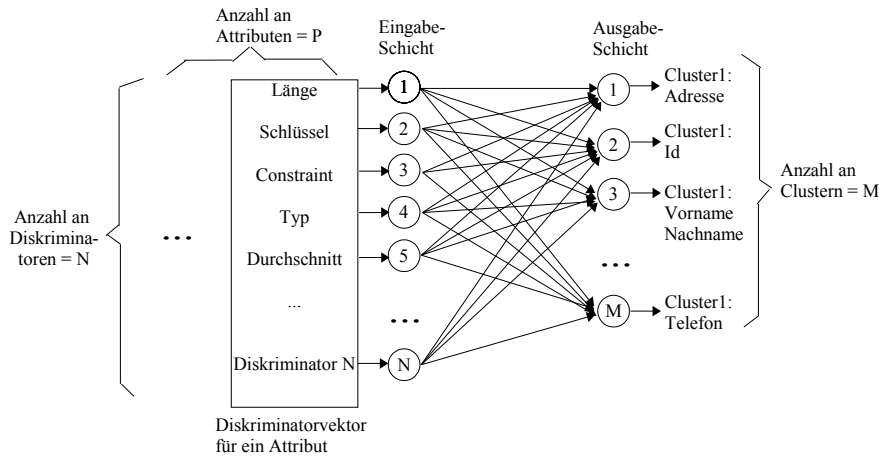 Anzahl an
Attributen = P
Eingabe-
Schicht
Ausgabe-
Schicht
Länge
Schlüssel
Constraint
Typ
Durchschnitt
...
Diskriminator N
Anzahl an
Diskrimina-
toren = N
...
1
2
3
4
5
...
N
1
2
3
...
M
Cluster1:
Adresse
Cluster1:
Id
Cluster1:
Vorname
Nachname
...
Cluster1:
Telefon
Anzahl an
Clustern = M
Diskriminatorvektor
für ein Attribut